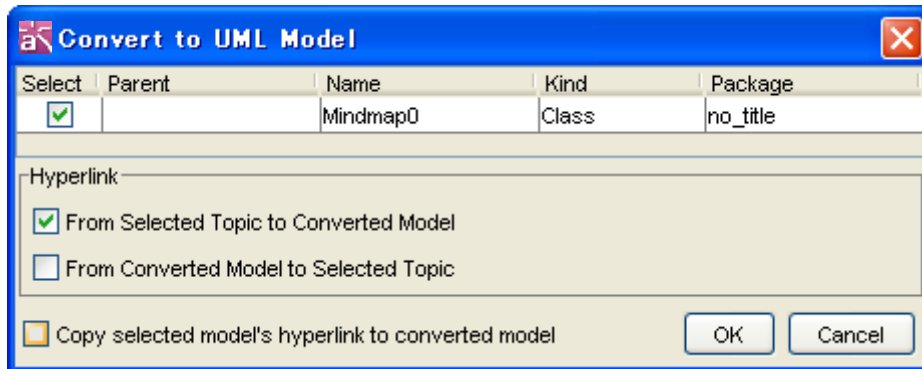 Convert to UML Model
Select Parent Name Kind Package
Mindmap0 Class no_title
Hyperlink
From Selected Topic to Converted Model
From Converted Model to Selected Topic
Copy selected model's hyperlink to converted model OK Cancel